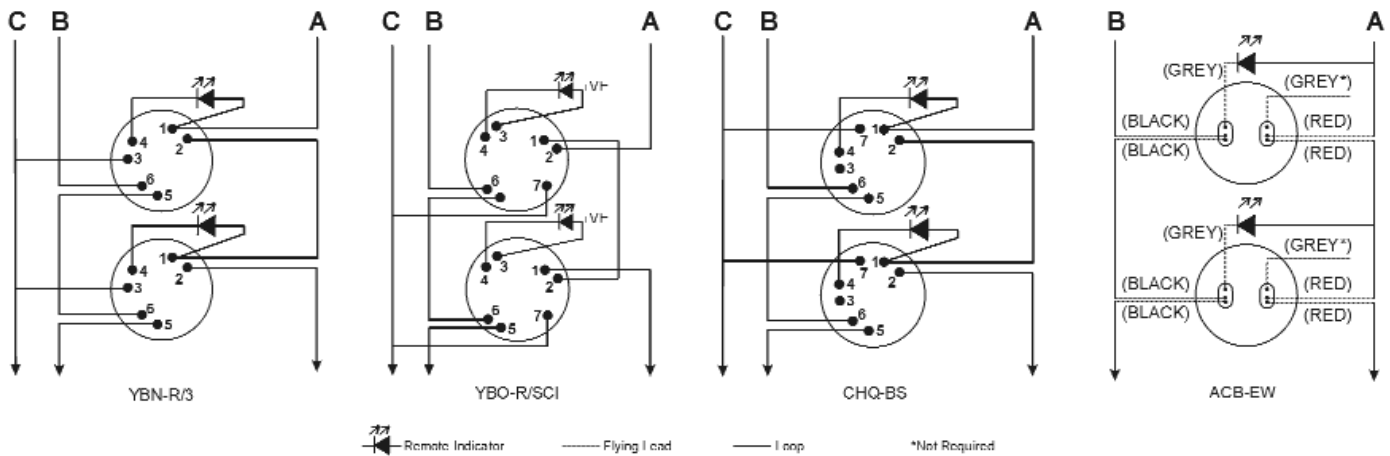 C B A
1
2
4
3
6
5
1
2
4
3
6
5
YBN-R/3
C B A
3
4
1
2
6
7
3
4
1
2
6
5
7
YBO-R/SCI
C B A
7
1
2
4
3
6
5
7
1
2
4
3
6
5
CHQ-BS
B A
(GREY)
(GREY*)
(BLACK) (RED)
(BLACK) (RED)
(GREY)
(GREY*)
(BLACK) (RED)
(BLACK) (RED)
ACB-EW
Remote Indicator Flying Lead Loop *Not Required